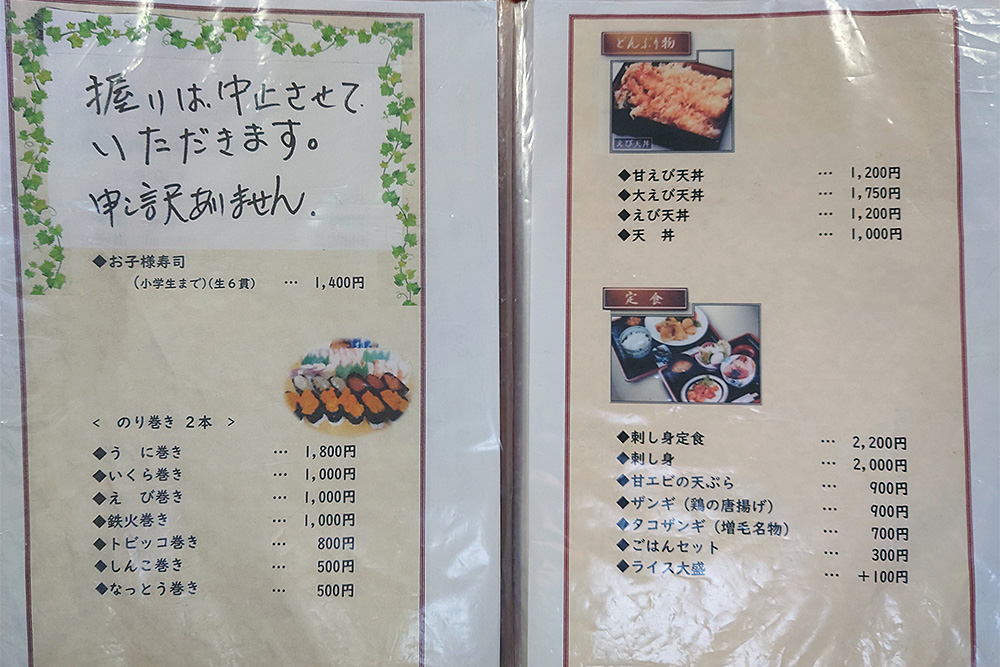 握りは、中止させて
いただきます。
申し訳ありません.
◆お子様寿司
(小学生まで)(生6貫) … 1,400円
< のり巻き 2本 >
◆う に巻き … 1,800円
◆いくら巻き … 1,000円
◆え び巻き … 1,000円
◆鉄火巻き … 1,000円
◆トビッコ巻き … 800円
◆しんこ巻き … 500円
◆なっとう巻き … 500円
どんぶり物
えび天丼
◆甘えび天丼 … 1,200円
◆大えび天丼 … 1,750円
◆えび天丼 … 1,200円
◆天 丼 … 1,000円
定 食
◆刺し身定食 … 2,200円
◆刺し身 … 2,000円
◆甘エビの天ぷら … 900円
◆ザンギ(鶏の唐揚げ) … 900円
◆タコザンギ(増毛名物) … 700円
◆ごはんセット … 300円
◆ライス大盛 … +100円